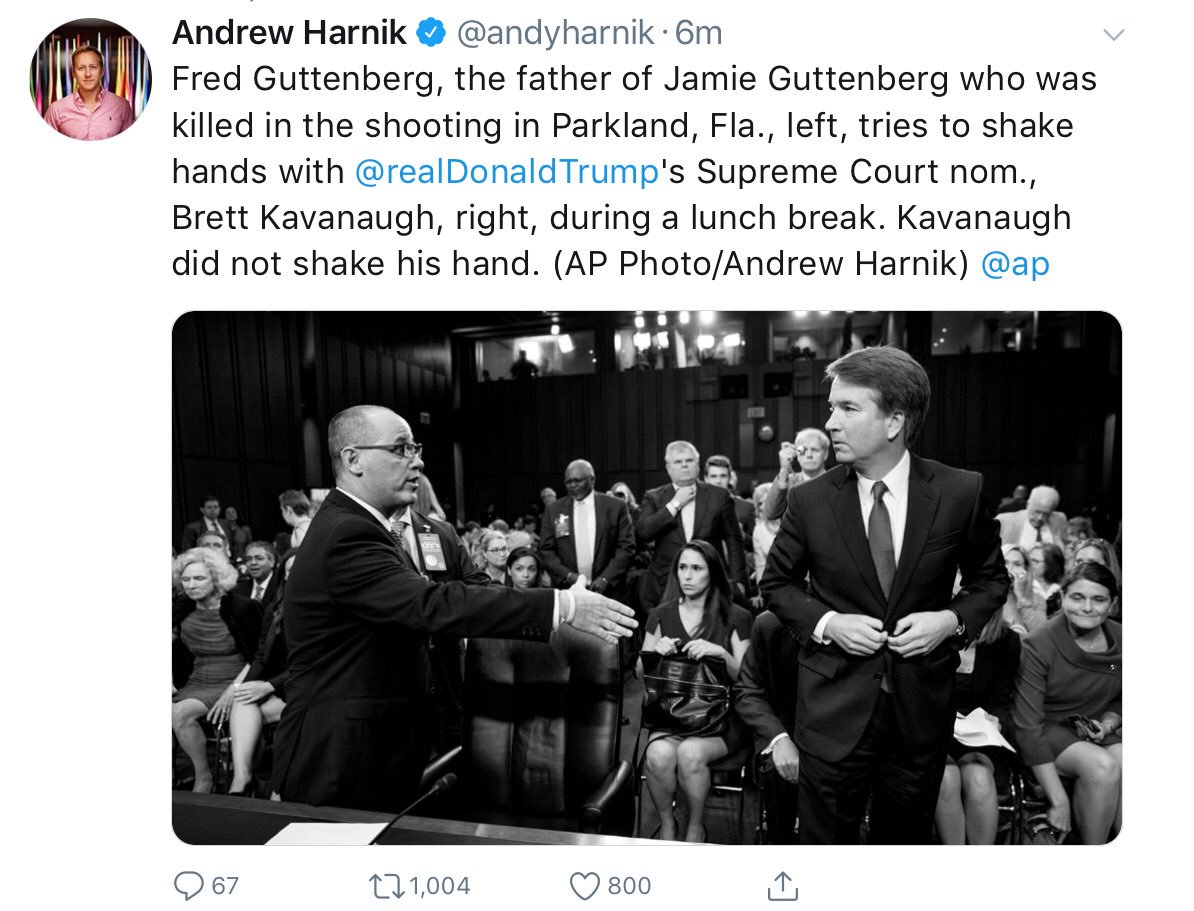 Andrew Harnik @andyharnik · 6m
Fred Guttenberg, the father of Jamie Guttenberg who was
killed in the shooting in Parkland, Fla., left, tries to shake
hands with @realDonaldTrump's Supreme Court nom.,
Brett Kavanaugh, right, during a lunch break. Kavanaugh
did not shake his hand. (AP Photo/Andrew Harnik) @ap
EXIT
67 1,004 800